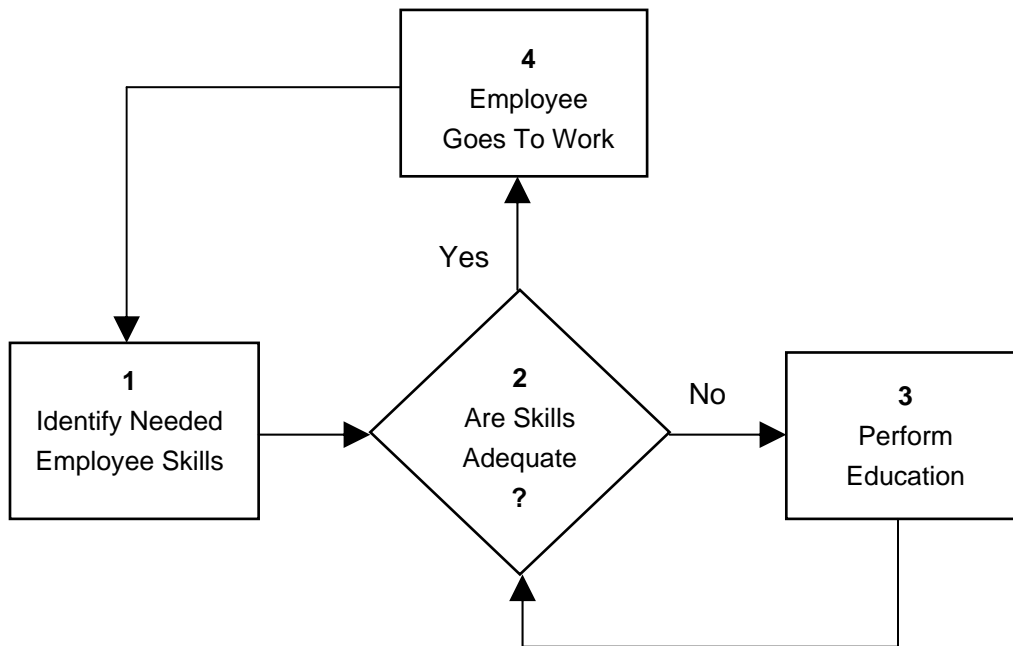 4
Employee
Goes To Work
Yes
1
Identify Needed
Employee Skills
2
Are Skills
Adequate
?
No
3
Perform
Education